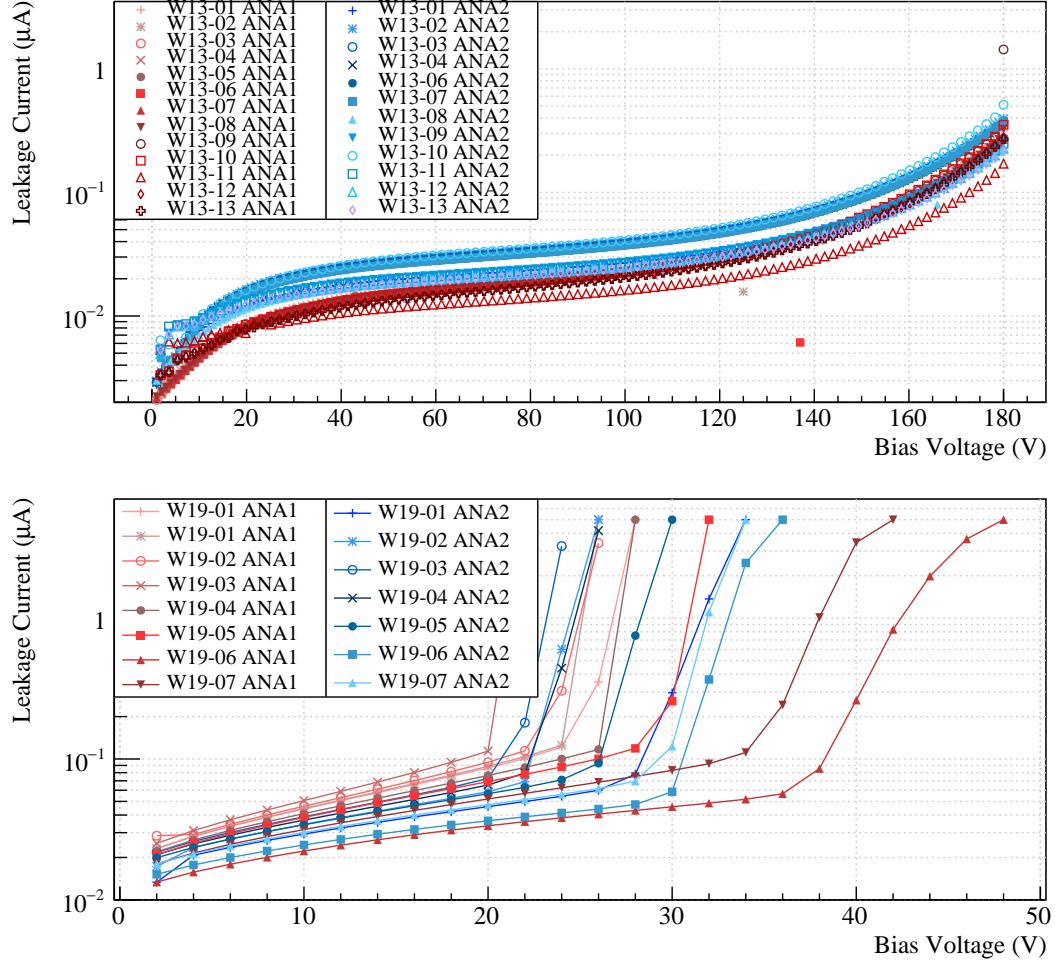 Leakage Current (μA)
W13-01 ANA1 W13-01 ANA2
W13-02 ANA1 W13-02 ANA2
W13-03 ANA1 W13-03 ANA2
W13-04 ANA1 W13-04 ANA2
W13-05 ANA1 W13-06 ANA2
W13-06 ANA1 W13-07 ANA2
W13-07 ANA1 W13-08 ANA2
W13-08 ANA1 W13-09 ANA2
W13-09 ANA1 W13-10 ANA2
W13-10 ANA1 W13-11 ANA2
W13-11 ANA1 W13-12 ANA2
W13-12 ANA1 W13-13 ANA2
W13-13 ANA1
1
10⁻¹
10⁻²
0 20 40 60 80 100 120 140 160 180
Bias Voltage (V)
Leakage Current (μA)
W19-01 ANA1 W19-01 ANA2
W19-01 ANA1 W19-02 ANA2
W19-02 ANA1 W19-03 ANA2
W19-03 ANA1 W19-04 ANA2
W19-04 ANA1 W19-05 ANA2
W19-05 ANA1 W19-06 ANA2
W19-06 ANA1 W19-07 ANA2
W19-07 ANA1
1
10⁻¹
10⁻²
0 10 20 30 40 50
Bias Voltage (V)